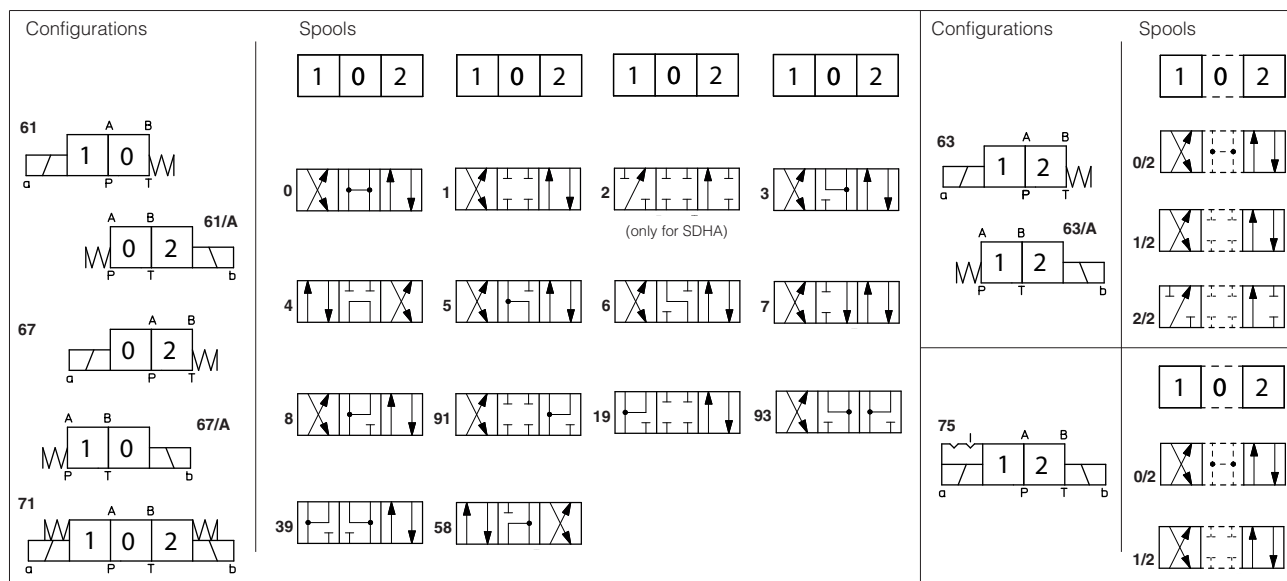 Configurations
Spools
1 0 2
1 0 2
1 0 2
1 0 2
61
A B
1 0
a P T
61/A
A B
0 2
P T b
67
A B
0 2
a P T
67/A
A B
1 0
P T b
71
A B
1 0 2
a P T b
0
1
2
(only for SDHA)
3
4
5
6
7
8
91
19
93
39
58
Configurations
Spools
1 0 2
63
A B
1 2
a P T
63/A
A B
1 2
P T b
0/2
1/2
2/2
75
A B
1 2
a P T b
1 0 2
0/2
1/2